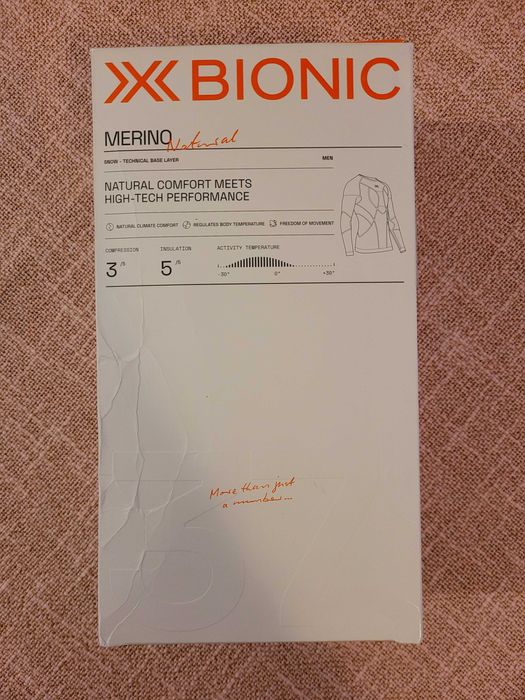 X BIONIC
MERINO Natural
SNOW - TECHNICAL BASE LAYER MEN
NATURAL COMFORT MEETS
HIGH-TECH PERFORMANCE
NATURAL CLIMATE COMFORT REGULATES BODY TEMPERATURE FREEDOM OF MOVEMENT
COMPRESSION INSULATION ACTIVITY TEMPERATURE
3 /5 5 /5
-30° 0° +30°
More than just
a number...
37